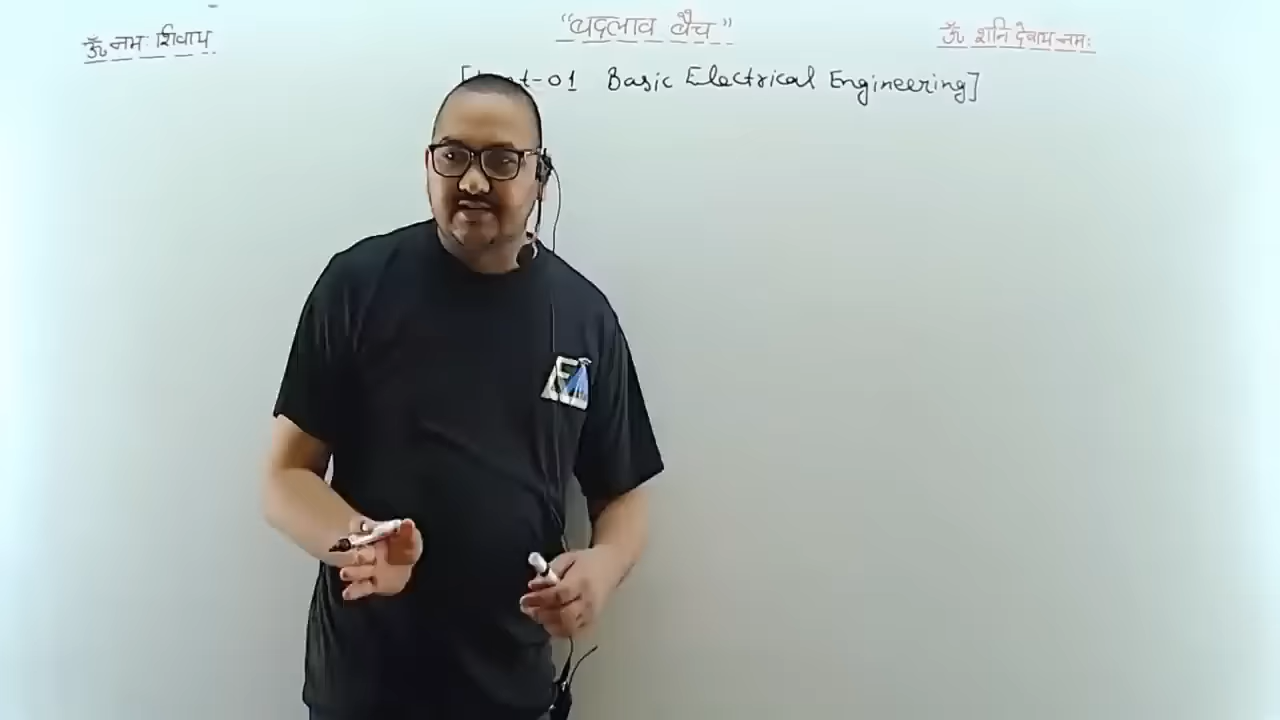 ॐ नमः शिवाय
"बदलाव बैच"
ॐ शनि देवाय नमः
-01 Basic Electrical Engineering]